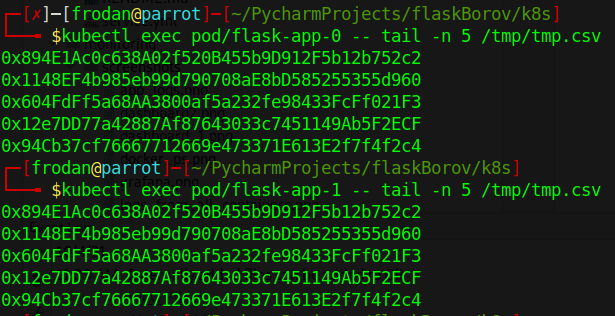 ┌─[✗]─[frodan@parrot]─[~/PycharmProjects/flaskBorov/k8s]
└──╼ $kubectl exec pod/flask-app-0 -- tail -n 5 /tmp/tmp.csv
0x894E1Ac0c638A02f520B455b9D912F5b12b752c2
0x1148EF4b985eb99d790708aE8bD585255355d960
0x604FdFf5a68AA3800af5a232fe98433FcFf021F3
0x12e7DD77a42887Af87643033c7451149Ab5F2ECF
0x94Cb37cf76667712669e37371E613E2f7f4f2c4
┌─[frodan@parrot]─[~/PycharmProjects/flaskBorov/k8s]
└──╼ $kubectl exec pod/flask-app-1 -- tail -n 5 /tmp/tmp.csv
0x894E1Ac0c638A02f520B455b9D912F5b12b752c2
0x1148EF4b985eb99d790708aE8bD585255355d960
0x604FdFf5a68AA3800af5a232fe98433FcFf021F3
0x12e7DD77a42887Af87643033c7451149Ab5F2ECF
0x94Cb37cf76667712669e37371E613E2f7f4f2c4